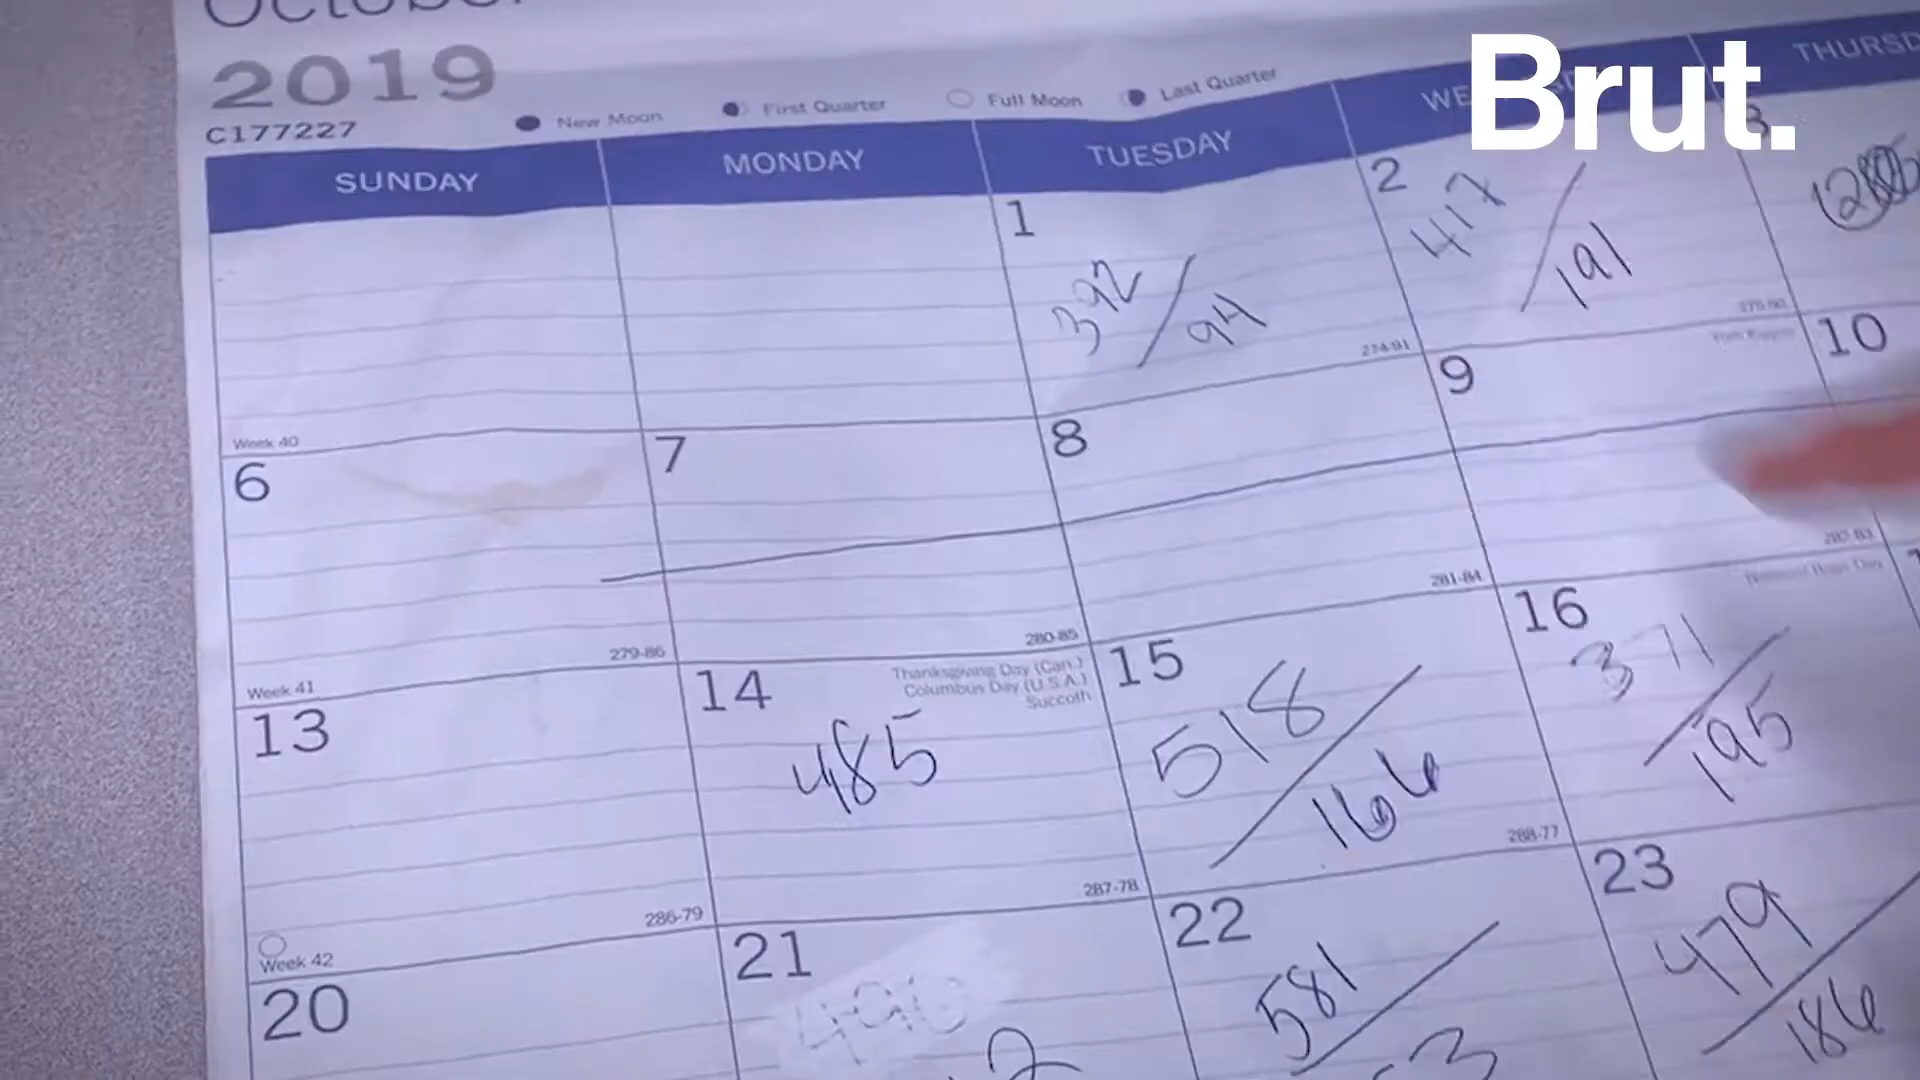 October
2019
Brut.
C177227
New Moon
First Quarter
Full Moon
Last Quarter
SUNDAY
MONDAY
TUESDAY
THURSD
1
392 / 94
274-91
2
417 / 191
3
Week 40
6
279-86
7
280-85
8
281-84
9
10
Week 41
13
286-79
14
Thanksgiving Day (Can.)
Columbus Day (U.S.A.)
Succoth
485
287-78
15
518 / 166
288-77
16
371 / 195
Week 42
20
21
496
22
581
23
479 / 186